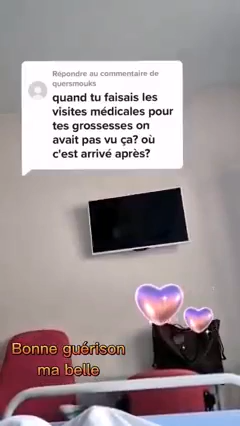 Répondre au commentaire de
quersmouks
quand tu faisais les
visites médicales pour
tes grossesses on
avait pas vu ça? où
c'est arrivé après?
Bonne guérison
ma belle